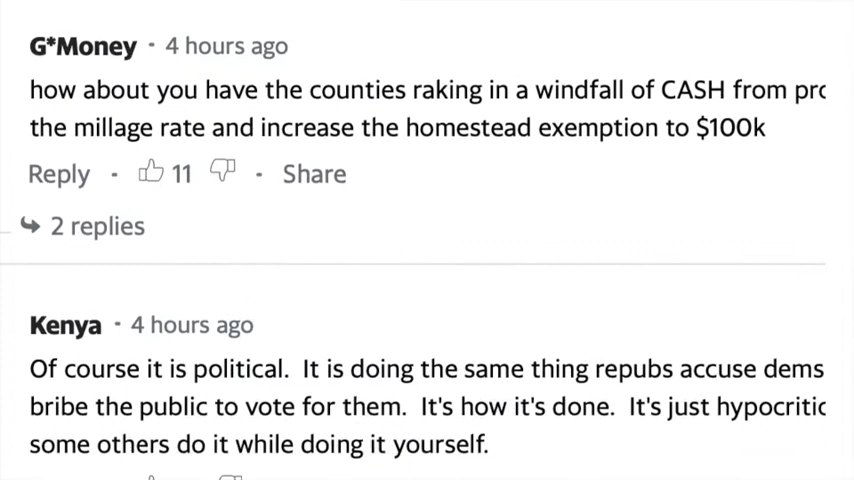 G*Money · 4 hours ago
how about you have the counties raking in a windfall of CASH from
the millage rate and increase the homestead exemption to $100k
Reply · 11 · Share
2 replies
Kenya · 4 hours ago
Of course it is political. It is doing the same thing repubs accuse dems
bribe the public to vote for them. It's how it's done. It's just
some others do it while doing it yourself.